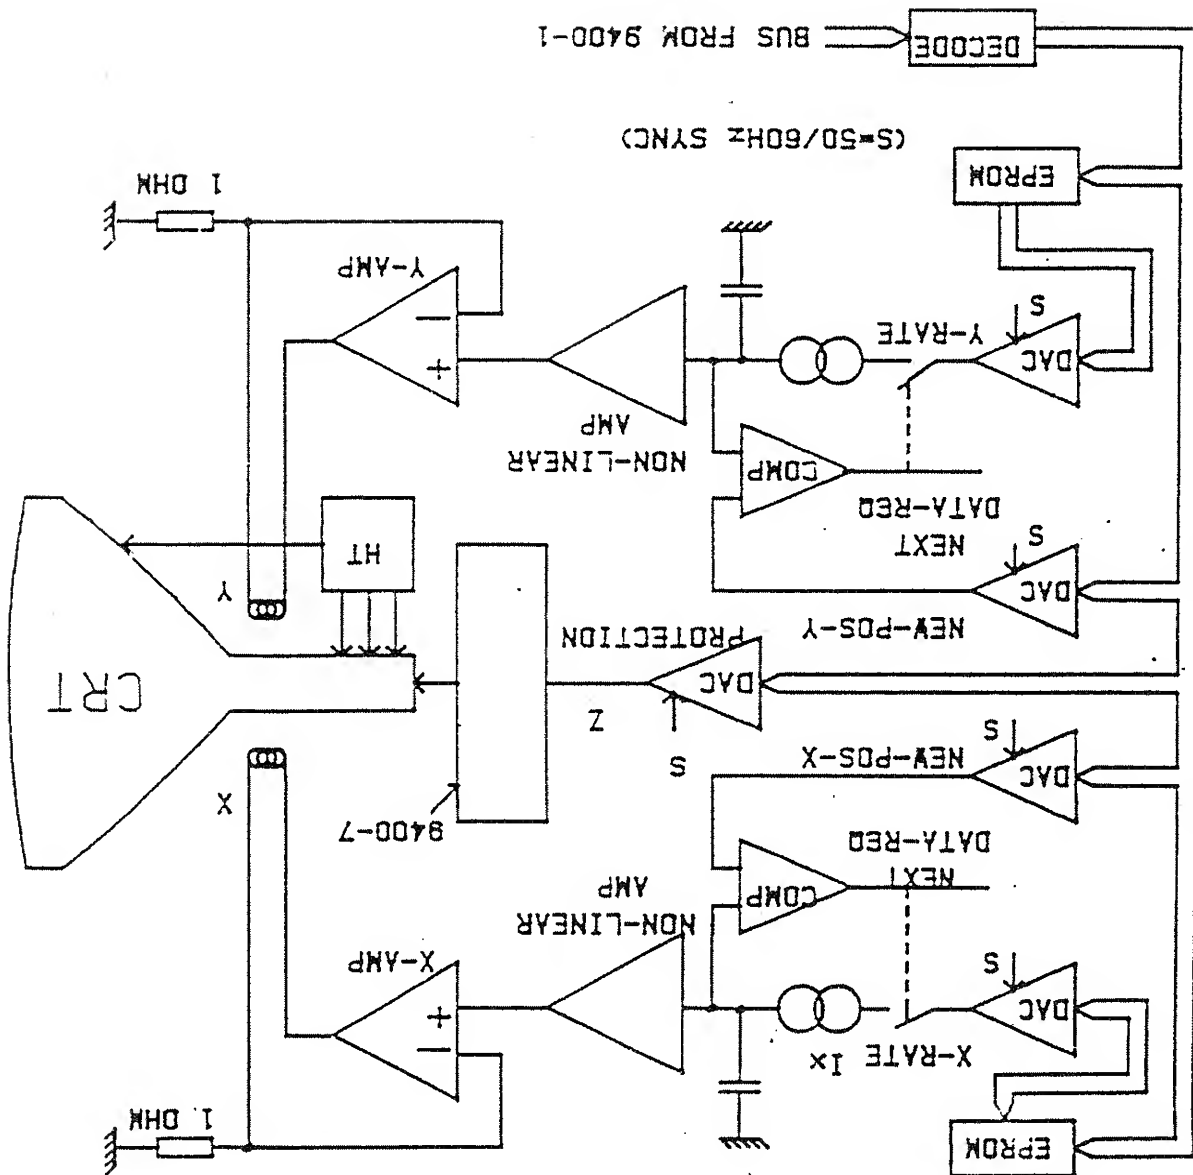 EPROM
1. OHM
X-RATE Ix
DAC
−
+
S
X-AMP
NON-LINEAR
AMP
COMP
NEXT
DATA-REQ
9400-7
X
DAC
NEW-POS-X
S
S
Z
CRT
DAC
PROTECTION
NEW-POS-Y
Y
DAC
S
HT
NEXT
DATA-REQ
COMP
NON-LINEAR
AMP
DAC
+
−
Y-RATE
S
Y-AMP
1 OHM
EPROM
(S=50/60Hz SYNC)
DECODE
BUS FROM 9400-1